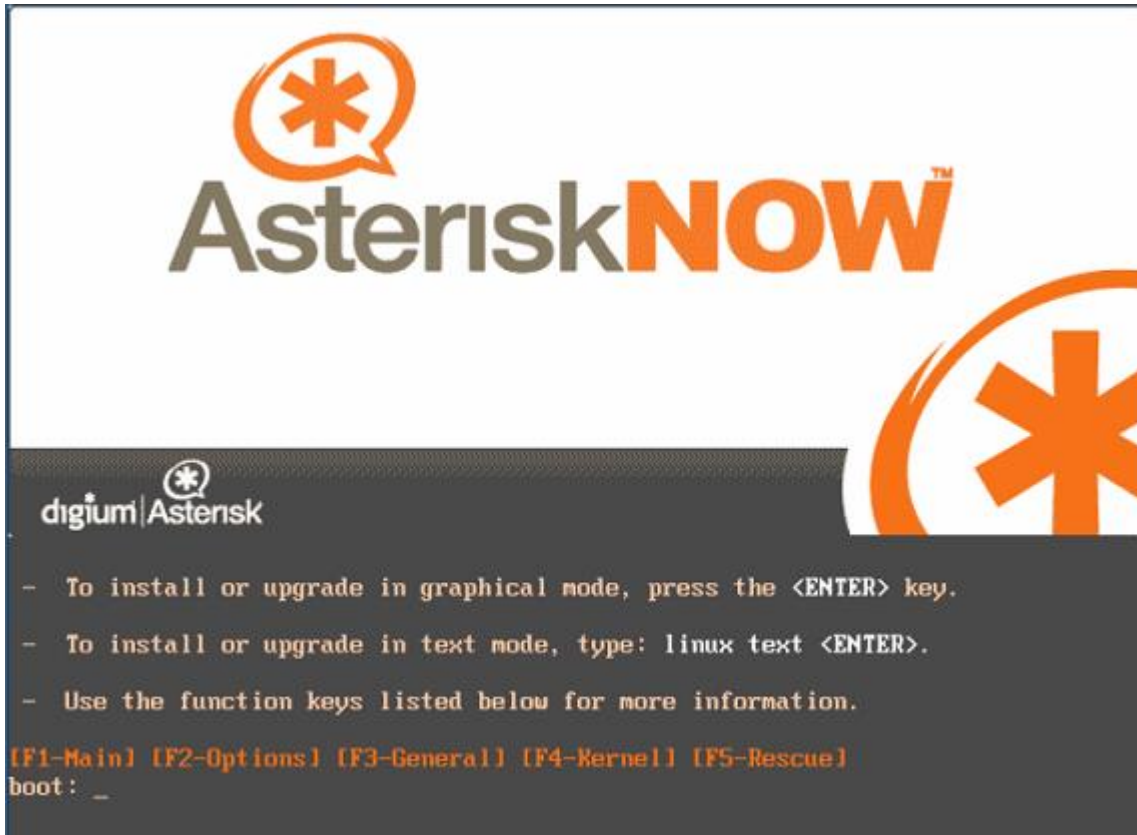 AsteriskNOW™
digium|Asterisk
- To install or upgrade in graphical mode, press the <ENTER> key.
- To install or upgrade in text mode, type: linux text <ENTER>.
- Use the function keys listed below for more information.
[F1-Main] [F2-Options] [F3-General] [F4-Kernel] [F5-Rescue]
boot: _